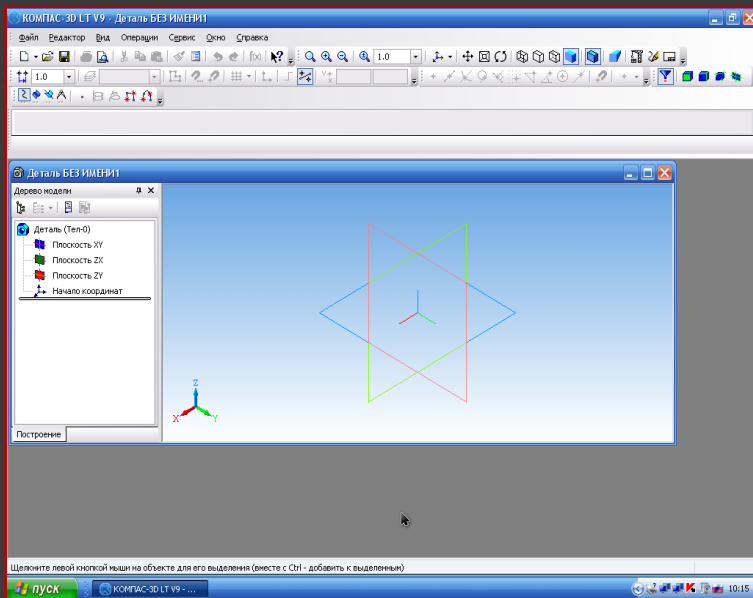 КОМПАС-3D LT V9 - Деталь БЕЗ ИМЕНИ1
Файл Редактор Вид Операции Сервис Окно Справка
1.0
1.0
Деталь БЕЗ ИМЕНИ1
Дерево модели
Деталь (Тел-0)
Плоскость XY
Плоскость ZX
Плоскость ZY
Начало координат
Z
X
Y
Построение
Щелкните левой кнопкой мыши на объекте для его выделения (вместе с Ctrl - добавить к выделенным)
пуск
КОМПАС-3D LT V9 - ...
10:15